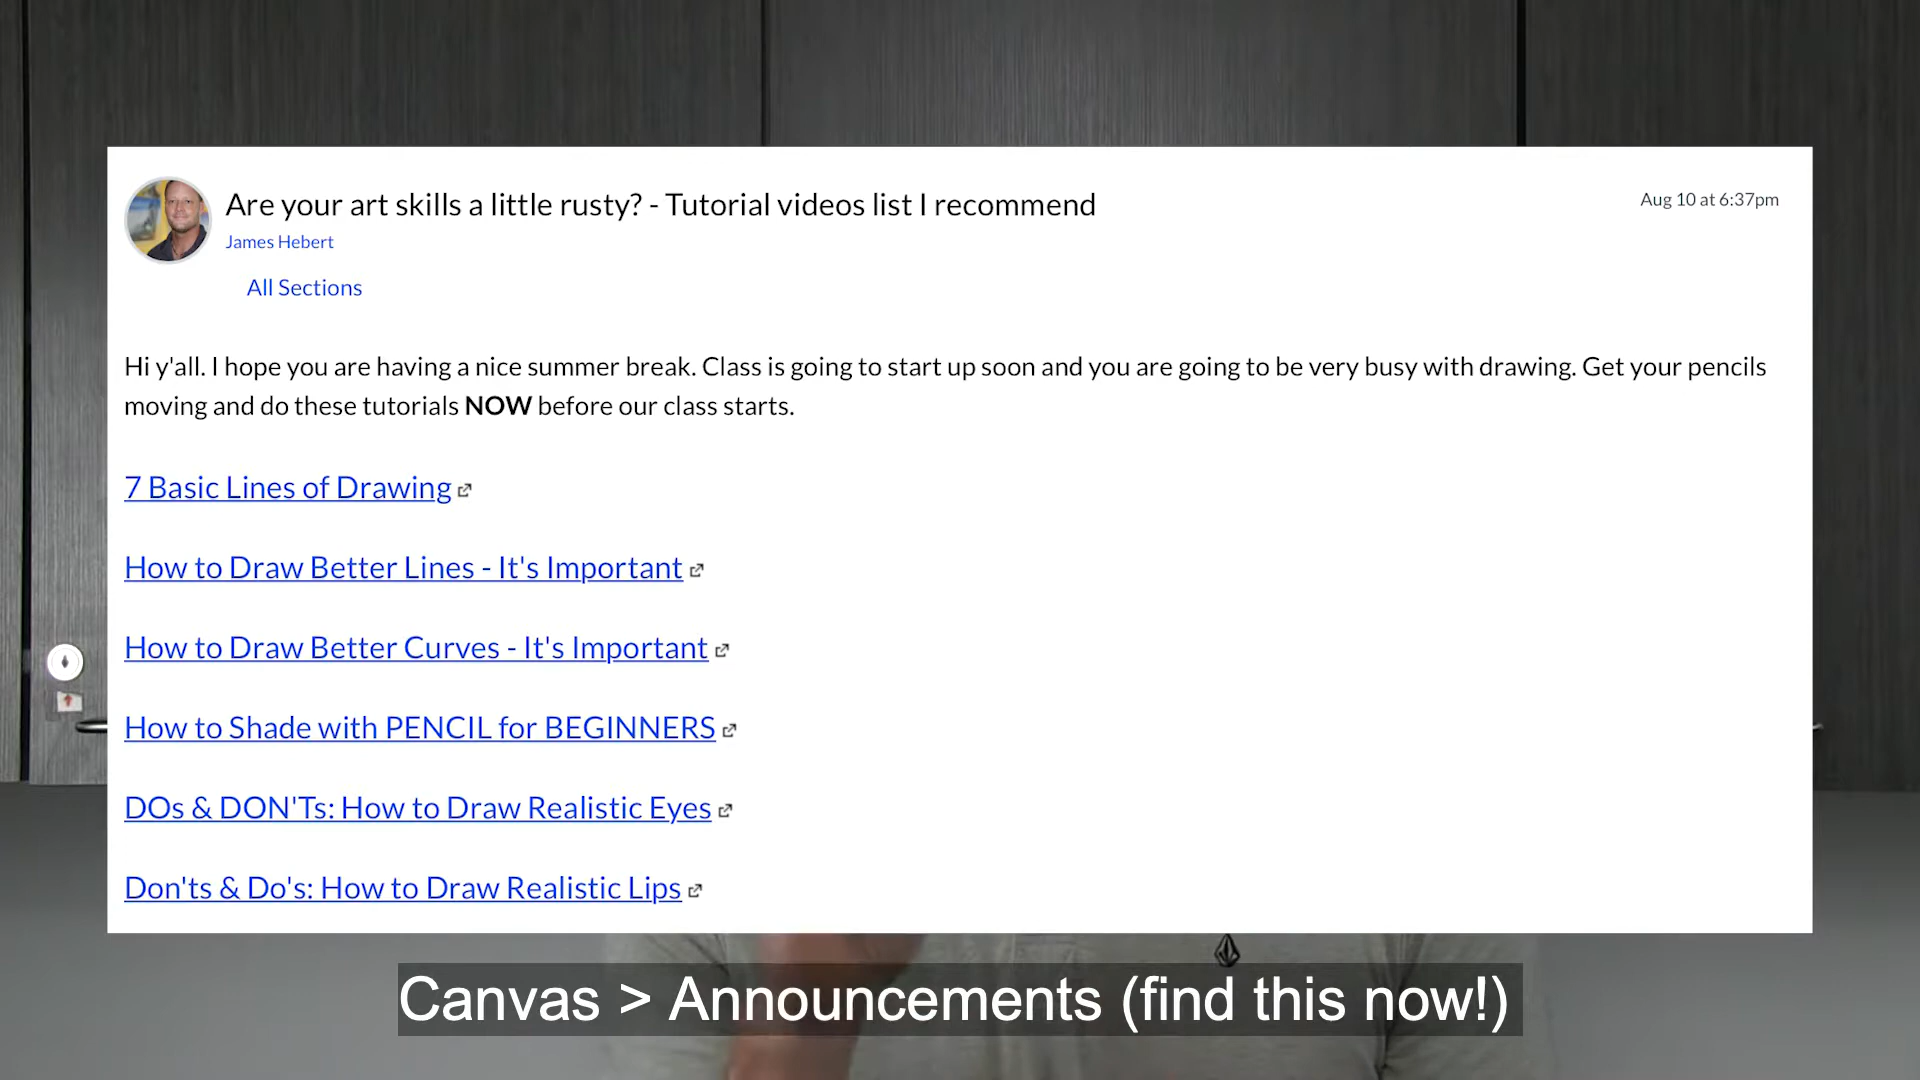 Are your art skills a little rusty? - Tutorial videos list I recommend
Aug 10 at 6:37pm
James Hebert
All Sections
Hi y'all. I hope you are having a nice summer break. Class is going to start up soon and you are going to be very busy with drawing. Get your pencils
moving and do these tutorials NOW before our class starts.
7 Basic Lines of Drawing
How to Draw Better Lines - It's Important
How to Draw Better Curves - It's Important
How to Shade with PENCIL for BEGINNERS
DOs & DON'Ts: How to Draw Realistic Eyes
Don'ts & Do's: How to Draw Realistic Lips
Canvas > Announcements (find this now!)